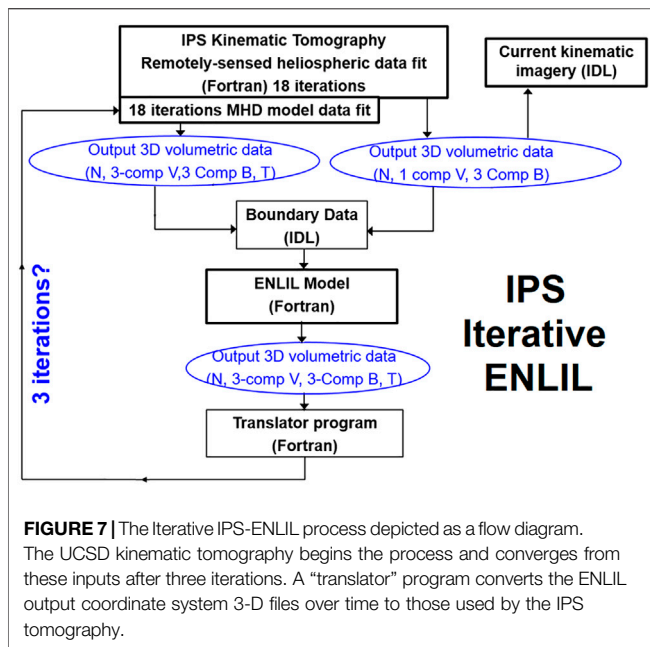 IPS Kinematic Tomography
Remotely-sensed heliospheric data fit
(Fortran) 18 iterations
18 iterations MHD model data fit
Current kinematic
imagery (IDL)
Output 3D volumetric data
(N, 3-comp V,3 Comp B, T)
Output 3D volumetric data
(N, 1 comp V, 3 Comp B)
Boundary Data
(IDL)
ENLIL Model
(Fortran)
Output 3D volumetric data
(N, 3-comp V, 3-Comp B, T)
Translator program
(Fortran)
3 iterations?
IPS
Iterative
ENLIL
FIGURE 7 | The Iterative IPS-ENLIL process depicted as a flow diagram.
The UCSD kinematic tomography begins the process and converges from
these inputs after three iterations. A “translator” program converts the ENLIL
output coordinate system 3-D files over time to those used by the IPS
tomography.